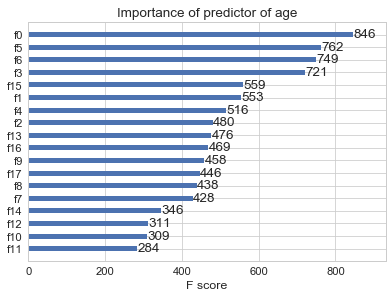 Importance of predictor of age
f0 846
f5 762
f6 749
f3 721
f15 559
f1 553
f4 516
f2 480
f13 476
f16 469
f9 458
f17 446
f8 438
f7 428
f14 346
f12 311
f10 309
f11 284
0 200 400 600 800
F score